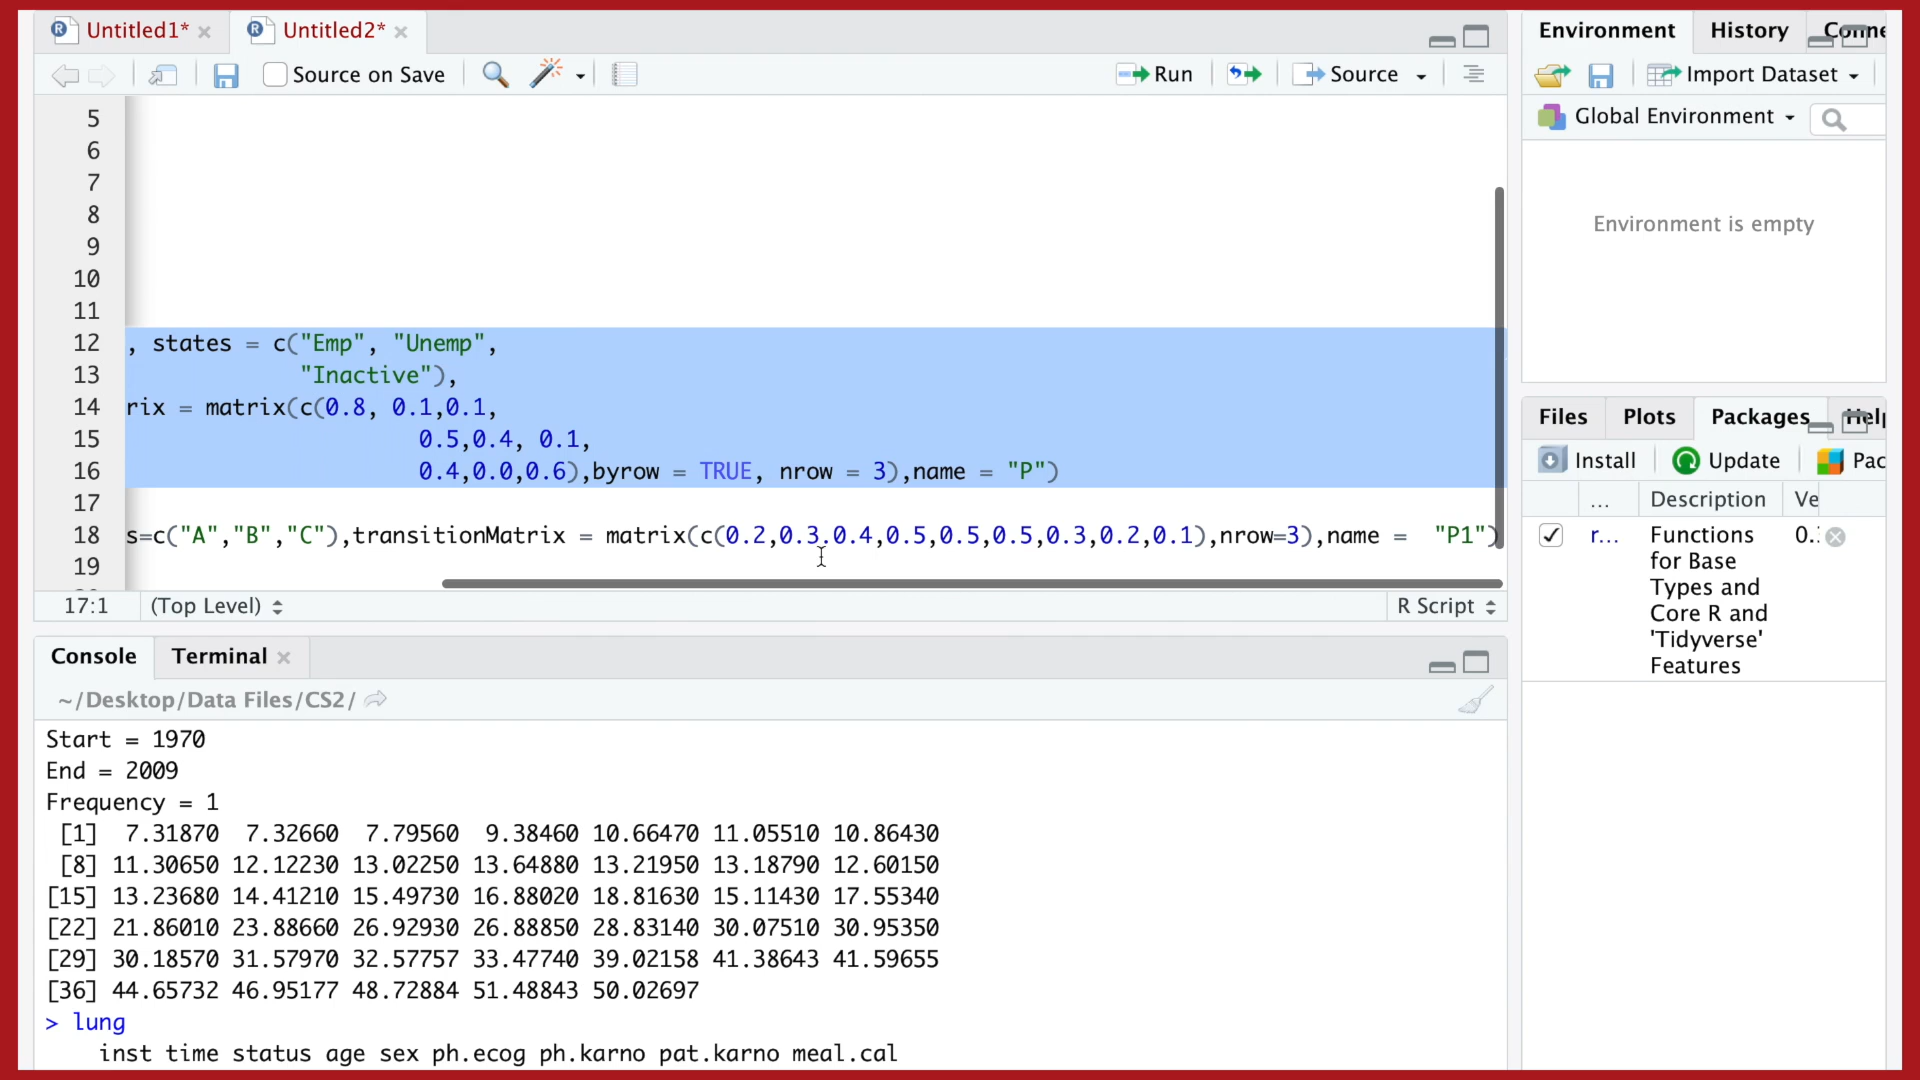 Untitled1*
Untitled2*
Source on Save
Run
Source
5
6
7
8
9
10
11
12 , states = c("Emp", "Unemp",
13 "Inactive"),
14 rix = matrix(c(0.8, 0.1,0.1,
15 0.5,0.4, 0.1,
16 0.4,0.0,0.6),byrow = TRUE, nrow = 3),name = "P")
17
18 s=c("A","B","C"),transitionMatrix = matrix(c(0.2,0.3.0.4,0.5,0.5,0.5,0.3,0.2,0.1),nrow=3),name = "P1")
19
17:1 (Top Level) R Script
Console Terminal
~/Desktop/Data Files/CS2/
Start = 1970
End = 2009
Frequency = 1
[1] 7.31870 7.32660 7.79560 9.38460 10.66470 11.05510 10.86430
[8] 11.30650 12.12230 13.02250 13.64880 13.21950 13.18790 12.60150
[15] 13.23680 14.41210 15.49730 16.88020 18.81630 15.11430 17.55340
[22] 21.86010 23.88660 26.92930 26.88850 28.83140 30.07510 30.95350
[29] 30.18570 31.57970 32.57757 33.47740 39.02158 41.38643 41.59655
[36] 44.65732 46.95177 48.72884 51.48843 50.02697
> lung
inst time status age sex ph.ecog ph.karno pat.karno meal.cal
Environment History
Import Dataset
Global Environment
Environment is empty
Files Plots Packages
Install Update Pac
... Description Ve
r... Functions 0.
for Base
Types and
Core R and
'Tidyverse'
Features